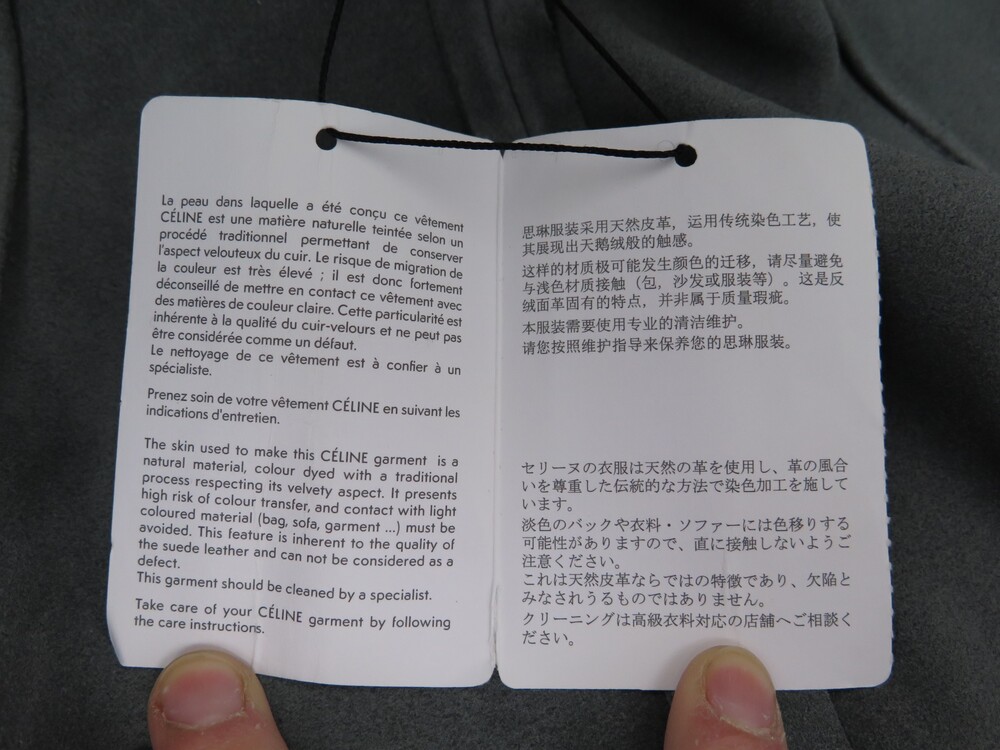 La peau dans laquelle a été conçu ce vêtement
CÉLINE est une matière naturelle teintée selon un
procédé traditionnel permettant de conserver
l'aspect velouteux du cuir. Le risque de migration de
la couleur est très élevé ; il est donc fortement
déconseillé de mettre en contact ce vêtement avec
des matières de couleur claire. Cette particularité est
inhérente à la qualité du cuir-velours et ne peut pas
être considérée comme un défaut.
Le nettoyage de ce vêtement est à confier à un
spécialiste.
Prenez soin de votre vêtement CÉLINE en suivant les
indications d'entretien.
The skin used to make this CÉLINE garment is a
natural material, colour dyed with a traditional
process respecting its velvety aspect. It presents
high risk of colour transfer, and contact with light
coloured material (bag, sofa, garment ...) must be
avoided. This feature is inherent to the quality of
the suede leather and can not be considered as a
defect.
This garment should be cleaned by a specialist.
Take care of your CÉLINE garment by following
the care instructions.
思琳服装采用天然皮革，运用传统染色工艺，使
其展现出天鹅绒般的触感。
这样的材质极可能发生颜色的迁移，请尽量避免
与浅色材质接触（包，沙发或服装等）。这是反
绒面革固有的特点，并非属于质量瑕疵。
本服装需要使用专业的清洁维护。
请您按照维护指导来保养您的思琳服装。
セリーヌの衣服は天然の革を使用し、革の風合
いを尊重した伝統的な方法で染色加工を施して
います。
淡色のバックや衣料・ソファーには色移りする
可能性がありますので、直に接触しないようご
注意ください。
これは天然皮革ならではの特徴であり、欠陥と
みなされうるものではありません。
クリーニングは高級衣料対応の店舗へご相談く
ださい。